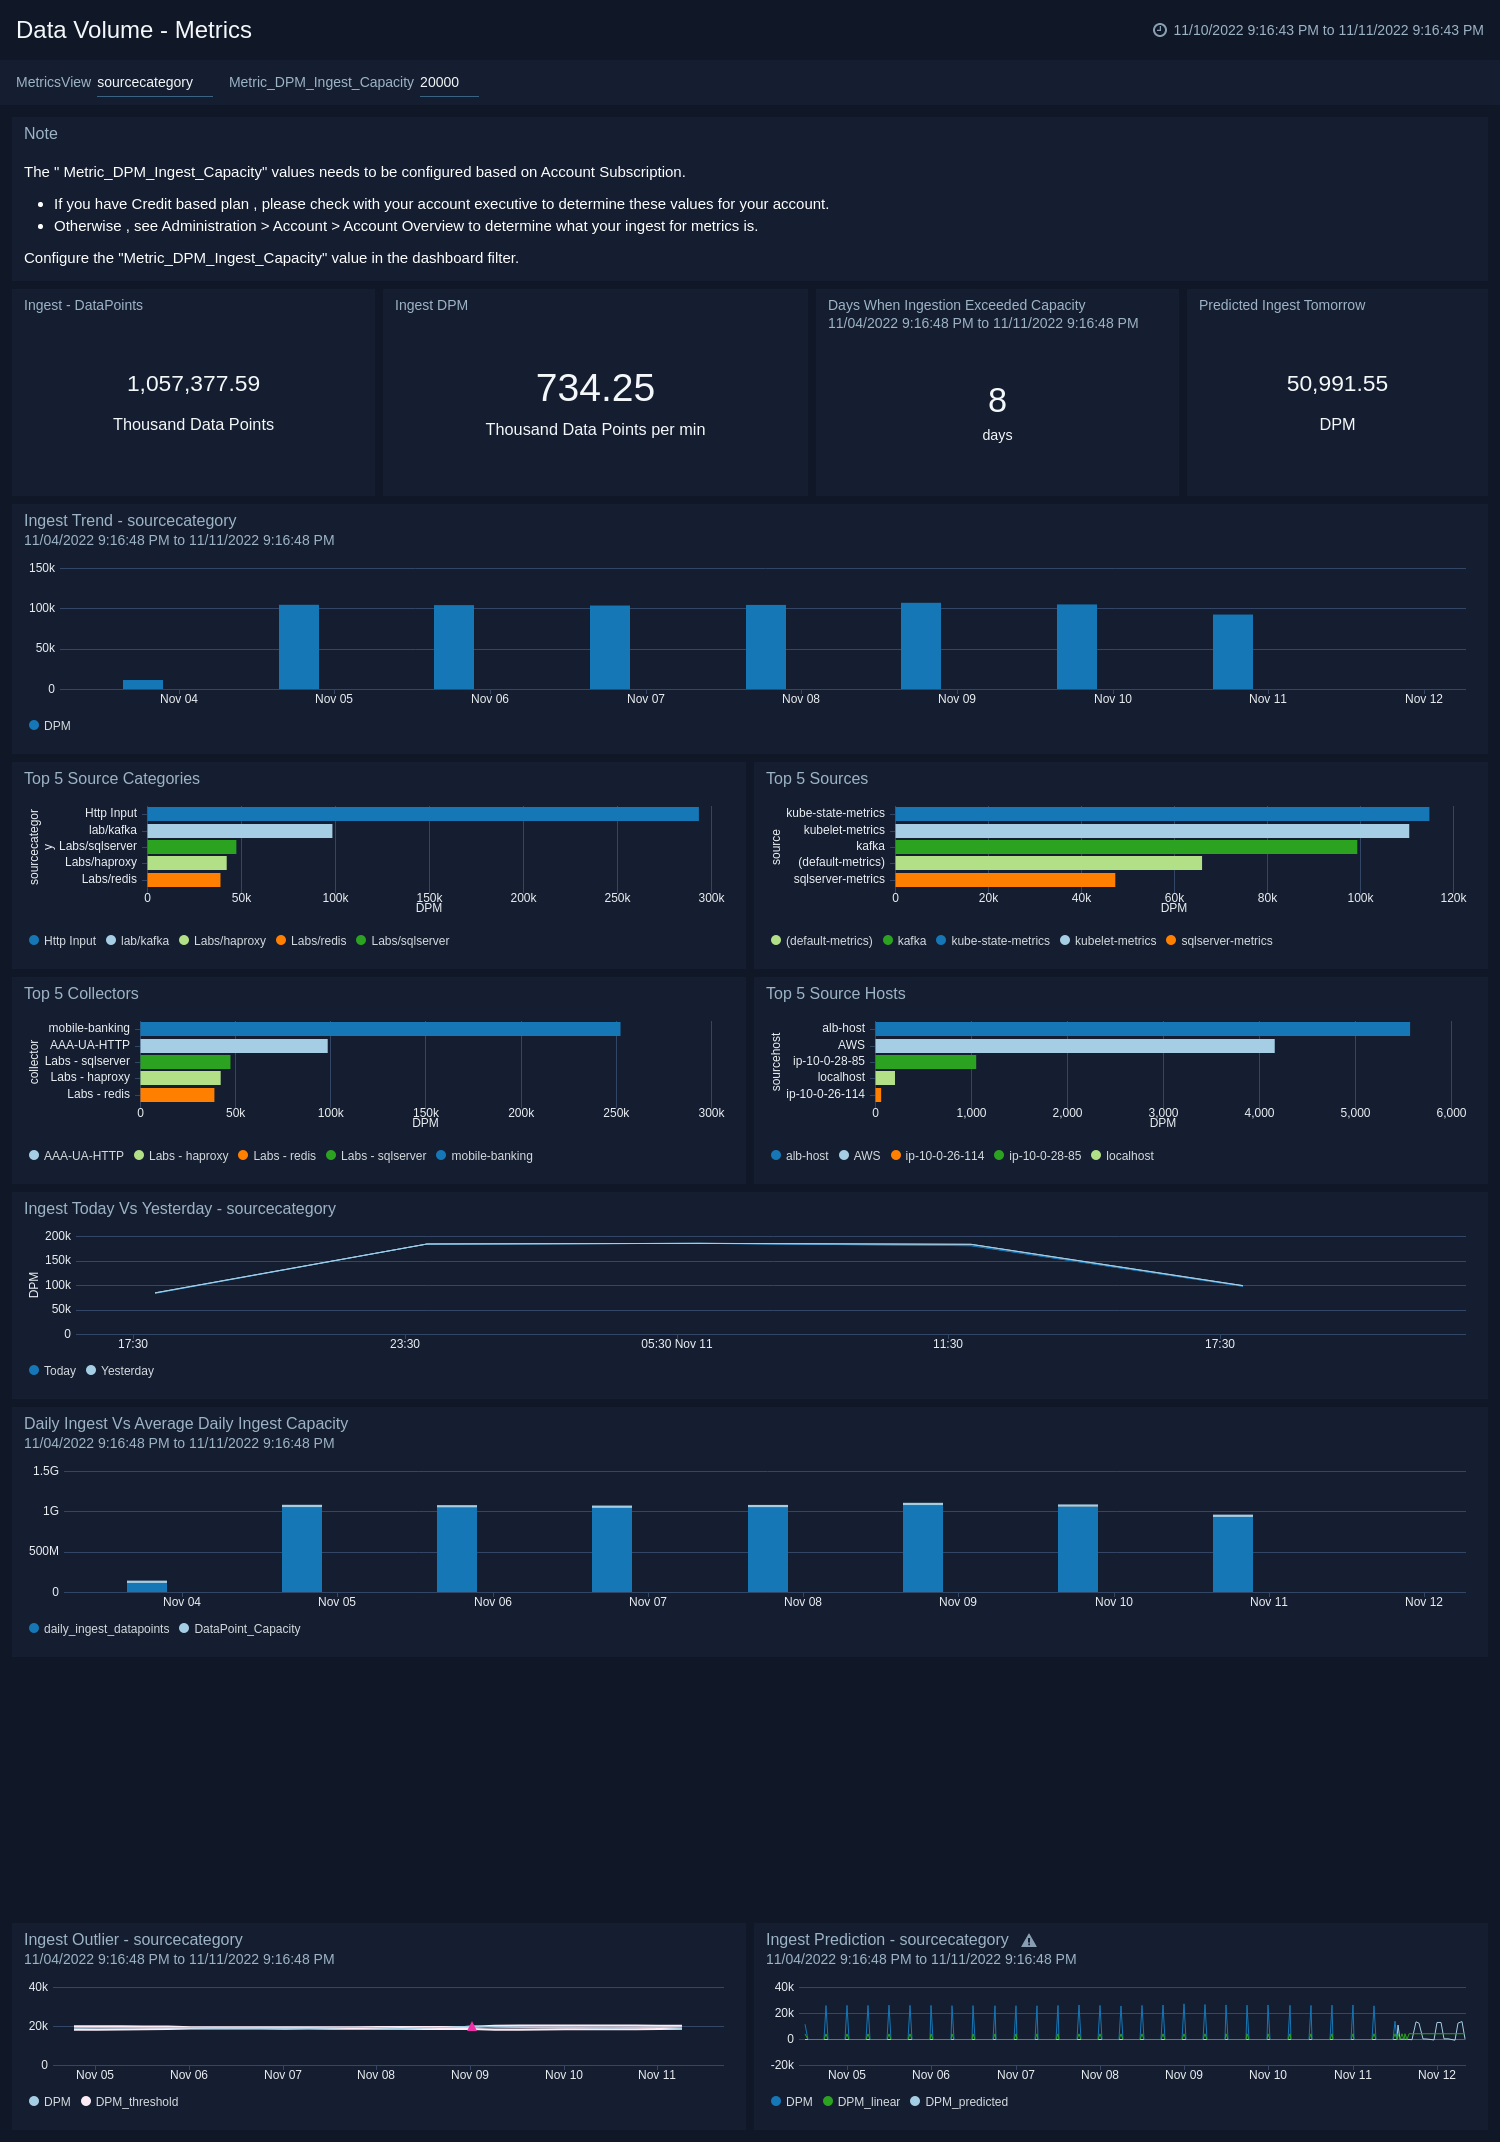 Data Volume - Metrics
11/10/2022 9:16:43 PM to 11/11/2022 9:16:43 PM
MetricsView sourcecategory Metric_DPM_Ingest_Capacity 20000
Note
The " Metric_DPM_Ingest_Capacity" values needs to be configured based on Account Subscription.
If you have Credit based plan , please check with your account executive to determine these values for your account.
Otherwise , see Administration > Account > Account Overview to determine what your ingest for metrics is.
Configure the "Metric_DPM_Ingest_Capacity" value in the dashboard filter.
Ingest - DataPoints
1,057,377.59
Thousand Data Points
Ingest DPM
734.25
Thousand Data Points per min
Days When Ingestion Exceeded Capacity
11/04/2022 9:16:48 PM to 11/11/2022 9:16:48 PM
8
days
Predicted Ingest Tomorrow
50,991.55
DPM
Ingest Trend - sourcecategory
11/04/2022 9:16:48 PM to 11/11/2022 9:16:48 PM
150k
100k
50k
0
Nov 04 Nov 05 Nov 06 Nov 07 Nov 08 Nov 09 Nov 10 Nov 11 Nov 12
DPM
Top 5 Source Categories
sourcecategor
y
Http Input
lab/kafka
Labs/sqlserver
Labs/haproxy
Labs/redis
0 50k 100k 150k 200k 250k 300k
DPM
Http Input lab/kafka Labs/haproxy Labs/redis Labs/sqlserver
Top 5 Sources
source
kube-state-metrics
kubelet-metrics
kafka
(default-metrics)
sqlserver-metrics
0 20k 40k 60k 80k 100k 120k
DPM
(default-metrics) kafka kube-state-metrics kubelet-metrics sqlserver-metrics
Top 5 Collectors
collector
mobile-banking
AAA-UA-HTTP
Labs - sqlserver
Labs - haproxy
Labs - redis
0 50k 100k 150k 200k 250k 300k
DPM
AAA-UA-HTTP Labs - haproxy Labs - redis Labs - sqlserver mobile-banking
Top 5 Source Hosts
sourcehost
alb-host
AWS
ip-10-0-28-85
localhost
ip-10-0-26-114
0 1,000 2,000 3,000 4,000 5,000 6,000
DPM
alb-host AWS ip-10-0-26-114 ip-10-0-28-85 localhost
Ingest Today Vs Yesterday - sourcecategory
DPM
200k
150k
100k
50k
0
17:30 23:30 05:30 Nov 11 11:30 17:30
Today Yesterday
Daily Ingest Vs Average Daily Ingest Capacity
11/04/2022 9:16:48 PM to 11/11/2022 9:16:48 PM
1.5G
1G
500M
0
Nov 04 Nov 05 Nov 06 Nov 07 Nov 08 Nov 09 Nov 10 Nov 11 Nov 12
daily_ingest_datapoints DataPoint_Capacity
Ingest Outlier - sourcecategory
11/04/2022 9:16:48 PM to 11/11/2022 9:16:48 PM
40k
20k
0
Nov 05 Nov 06 Nov 07 Nov 08 Nov 09 Nov 10 Nov 11
DPM DPM_threshold
Ingest Prediction - sourcecategory
11/04/2022 9:16:48 PM to 11/11/2022 9:16:48 PM
40k
20k
0
-20k
Nov 05 Nov 06 Nov 07 Nov 08 Nov 09 Nov 10 Nov 11 Nov 12
DPM DPM_linear DPM_predicted